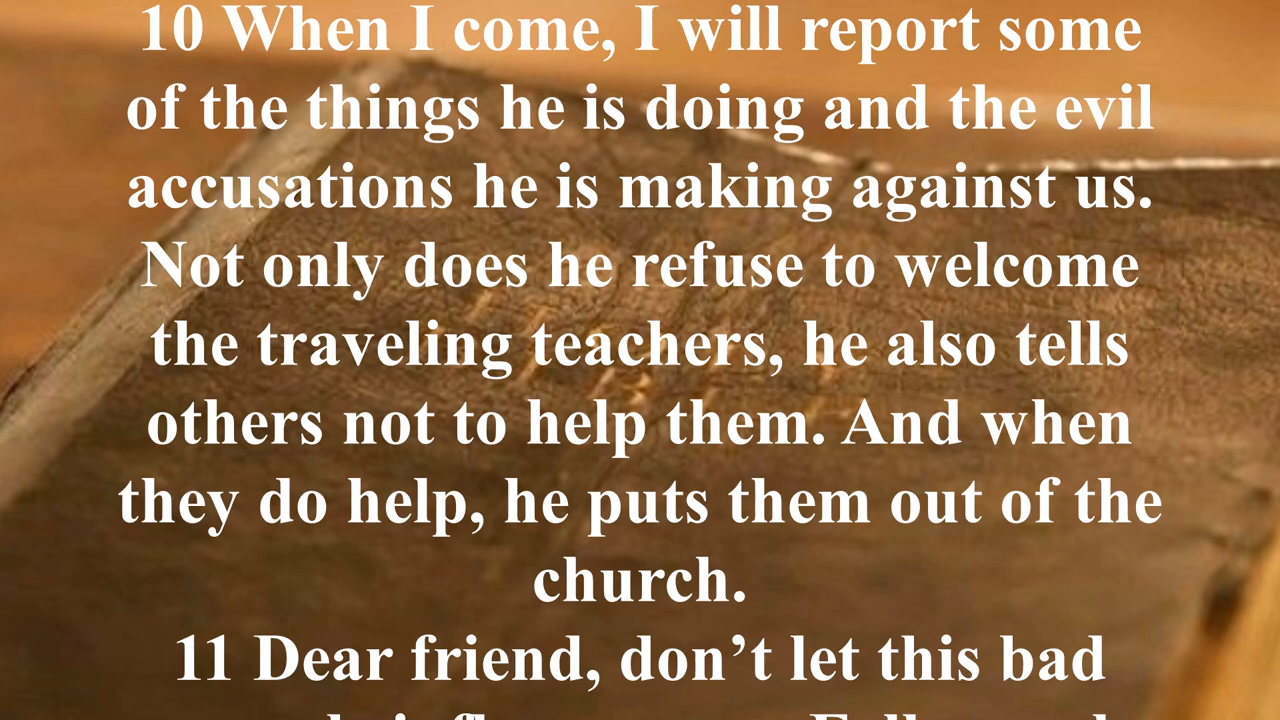 10 When I come, I will report some
of the things he is doing and the evil
accusations he is making against us.
Not only does he refuse to welcome
the traveling teachers, he also tells
others not to help them. And when
they do help, he puts them out of the
church.
11 Dear friend, don’t let this bad